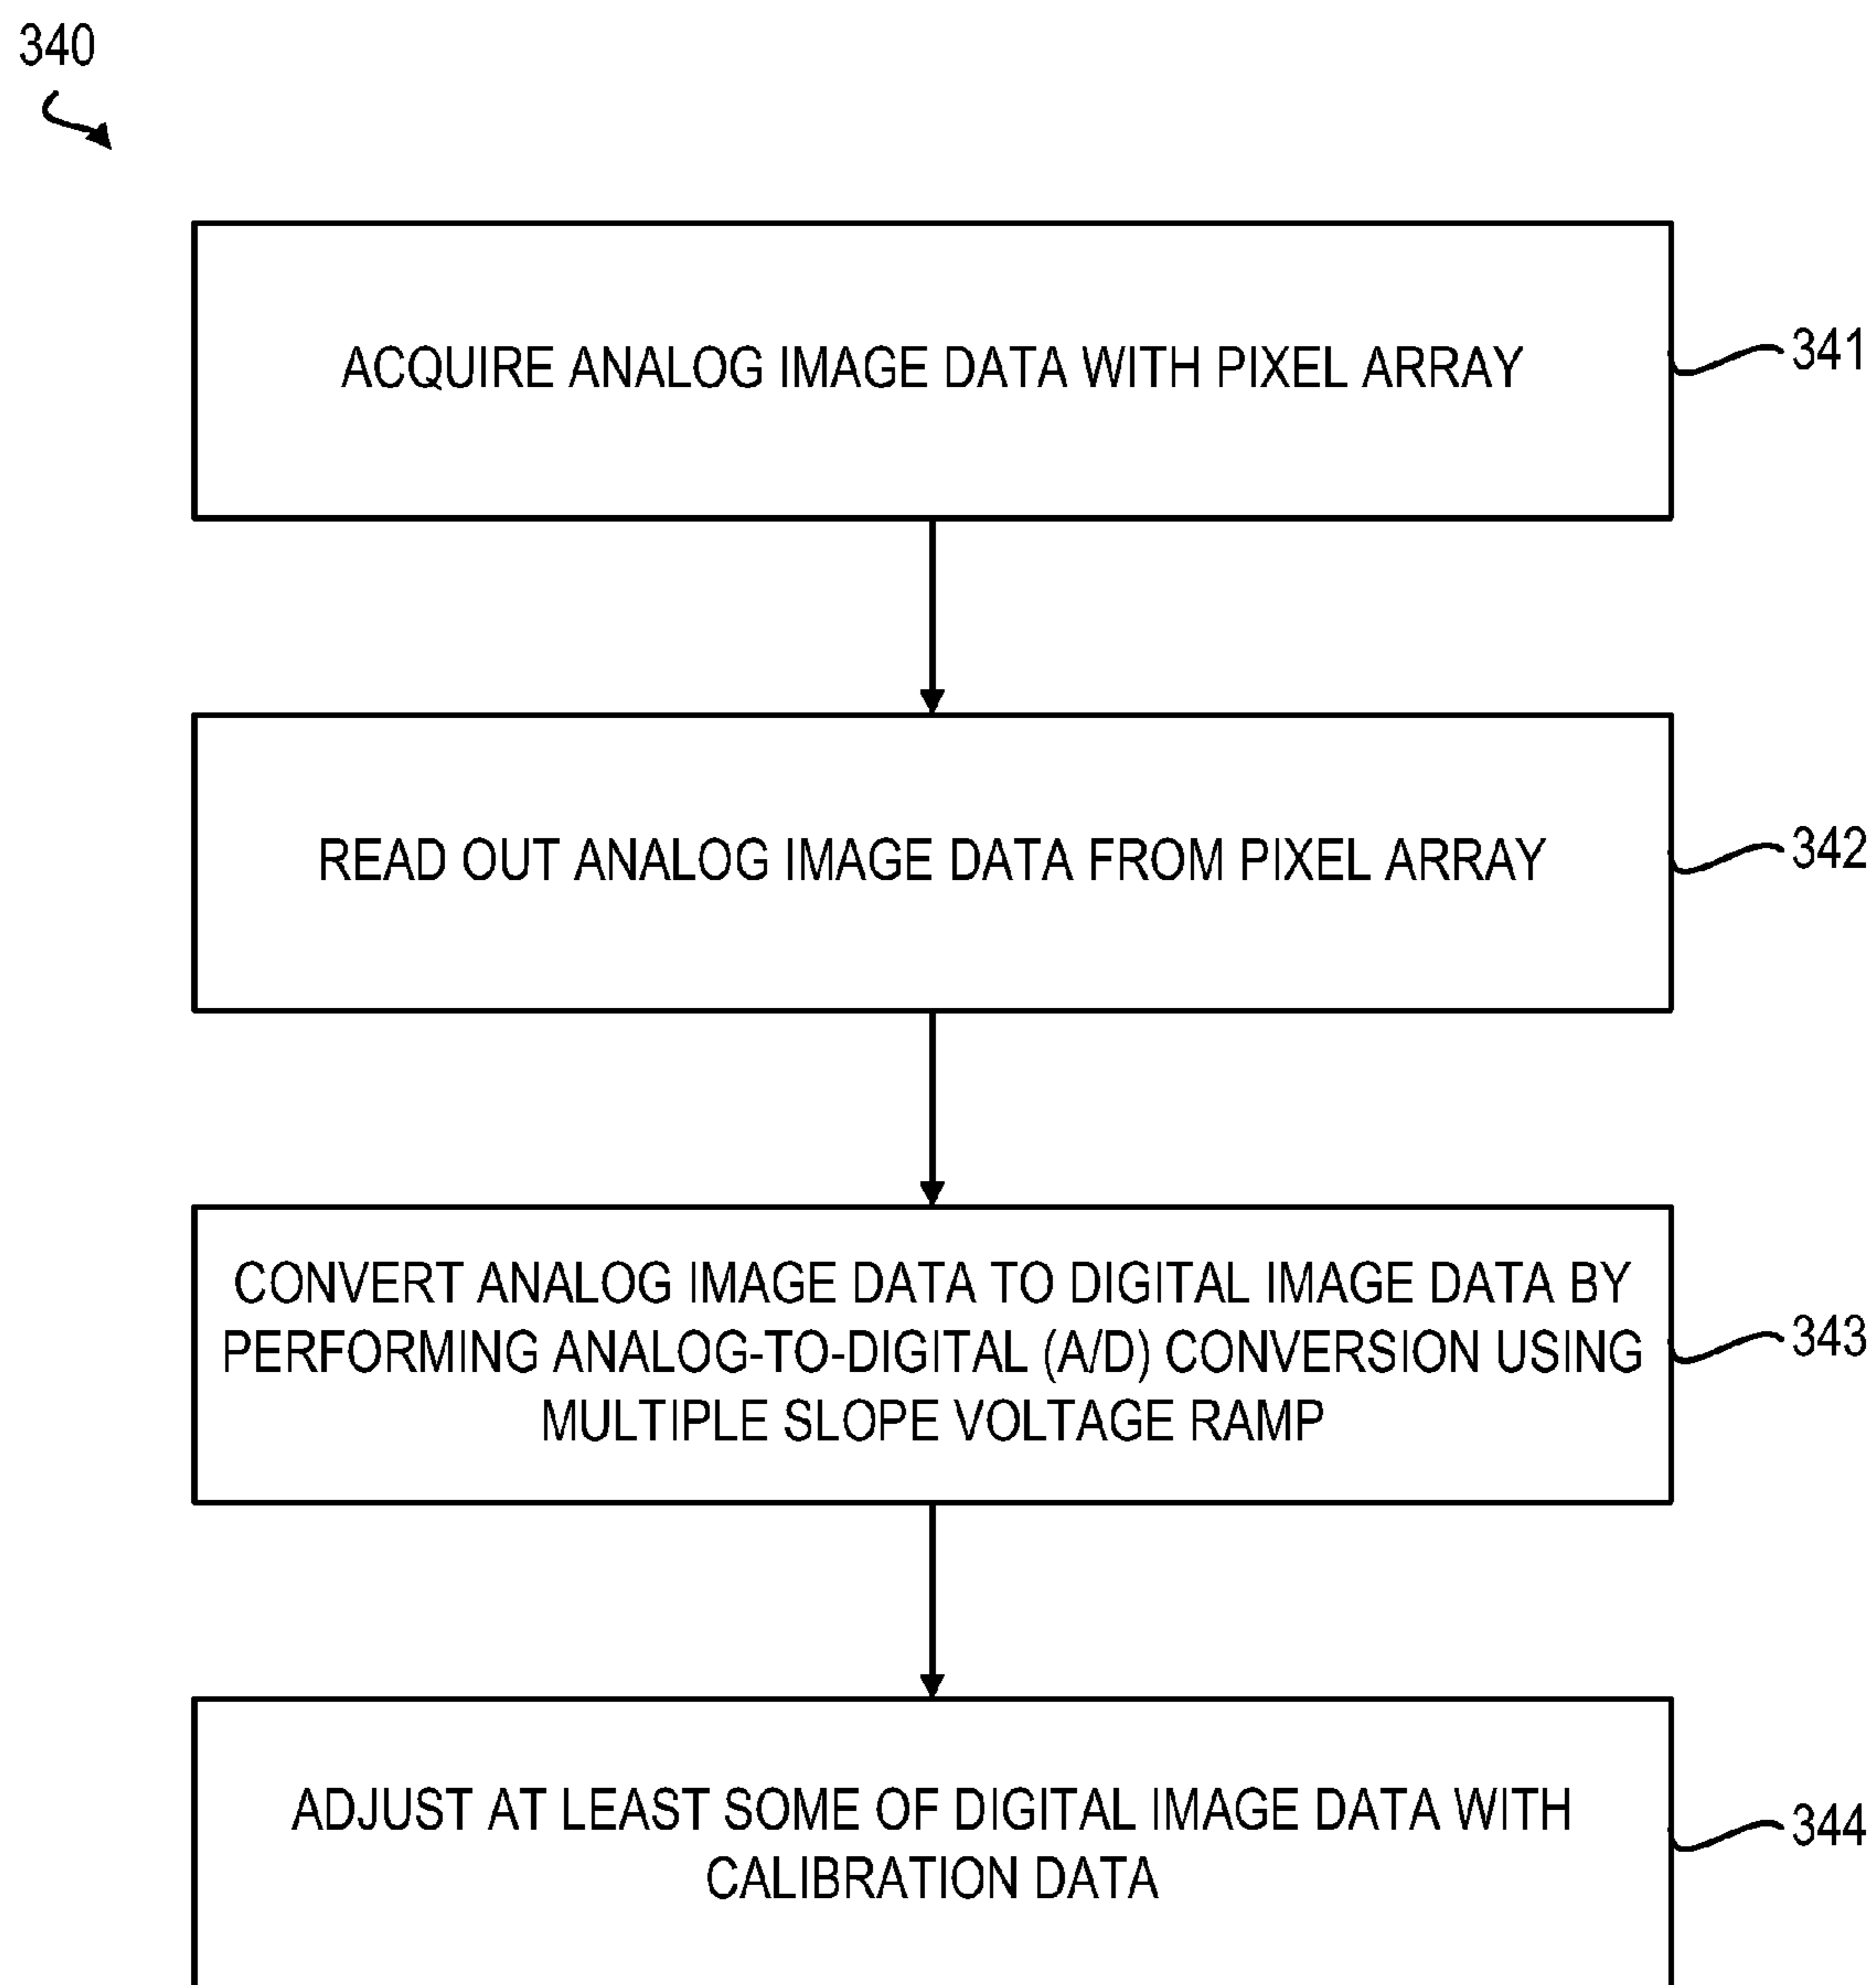 340
ACQUIRE ANALOG IMAGE DATA WITH PIXEL ARRAY
341
READ OUT ANALOG IMAGE DATA FROM PIXEL ARRAY
342
CONVERT ANALOG IMAGE DATA TO DIGITAL IMAGE DATA BY
PERFORMING ANALOG-TO-DIGITAL (A/D) CONVERSION USING
MULTIPLE SLOPE VOLTAGE RAMP
343
ADJUST AT LEAST SOME OF DIGITAL IMAGE DATA WITH
CALIBRATION DATA
344